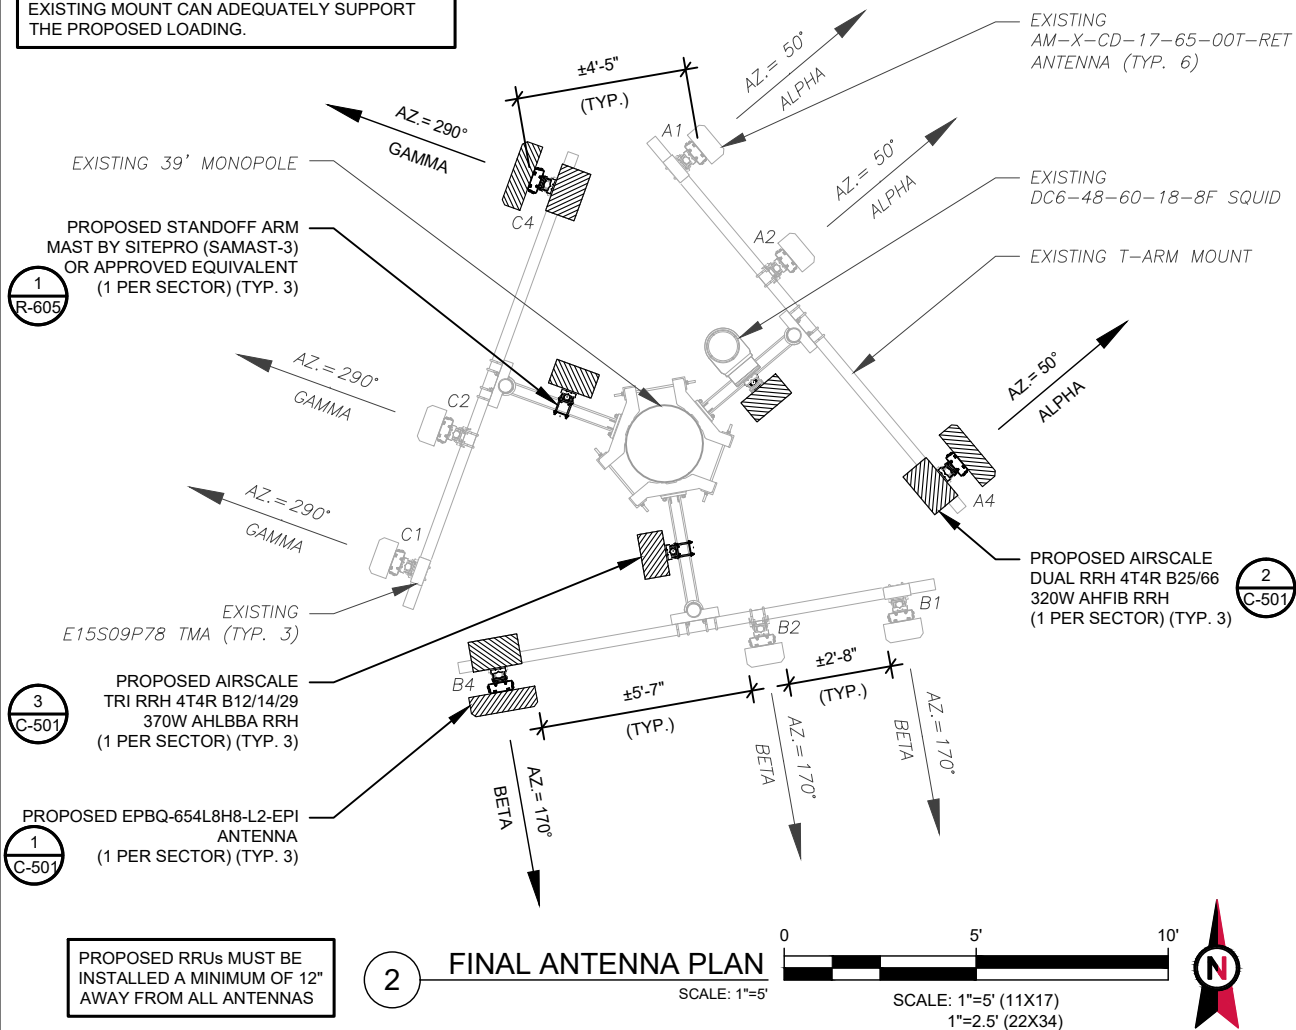 EXISTING MOUNT CAN ADEQUATELY SUPPORT
THE PROPOSED LOADING.
EXISTING
AM-X-CD-17-65-00T-RET
ANTENNA (TYP. 6)
±4'-5"
(TYP.)
AZ.= 50°
ALPHA
AZ.= 290°
GAMMA
A1
EXISTING 39' MONOPOLE
AZ.= 50°
ALPHA
EXISTING
DC6-48-60-18-8F SQUID
C4
A2
PROPOSED STANDOFF ARM
MAST BY SITEPRO (SAMAST-3)
OR APPROVED EQUIVALENT
(1 PER SECTOR) (TYP. 3)
1
R-605
EXISTING T-ARM MOUNT
AZ.= 290°
GAMMA
C2
AZ.= 50°
ALPHA
AZ.= 290°
GAMMA
C1
A4
EXISTING
E15S09P78 TMA (TYP. 3)
PROPOSED AIRSCALE
DUAL RRH 4T4R B25/66
320W AHFIB RRH
(1 PER SECTOR) (TYP. 3)
2
C-501
B1
B2
B4
PROPOSED AIRSCALE
TRI RRH 4T4R B12/14/29
370W AHLBBA RRH
(1 PER SECTOR) (TYP. 3)
3
C-501
±5'-7"
(TYP.)
±2'-8"
(TYP.)
AZ.= 170°
BETA
AZ.= 170°
BETA
AZ.= 170°
BETA
PROPOSED EPBQ-654L8H8-L2-EPI
ANTENNA
(1 PER SECTOR) (TYP. 3)
1
C-501
PROPOSED RRUs MUST BE
INSTALLED A MINIMUM OF 12"
AWAY FROM ALL ANTENNAS
2
FINAL ANTENNA PLAN
SCALE: 1"=5'
0 5' 10'
SCALE: 1"=5' (11X17)
1"=2.5' (22X34)
N